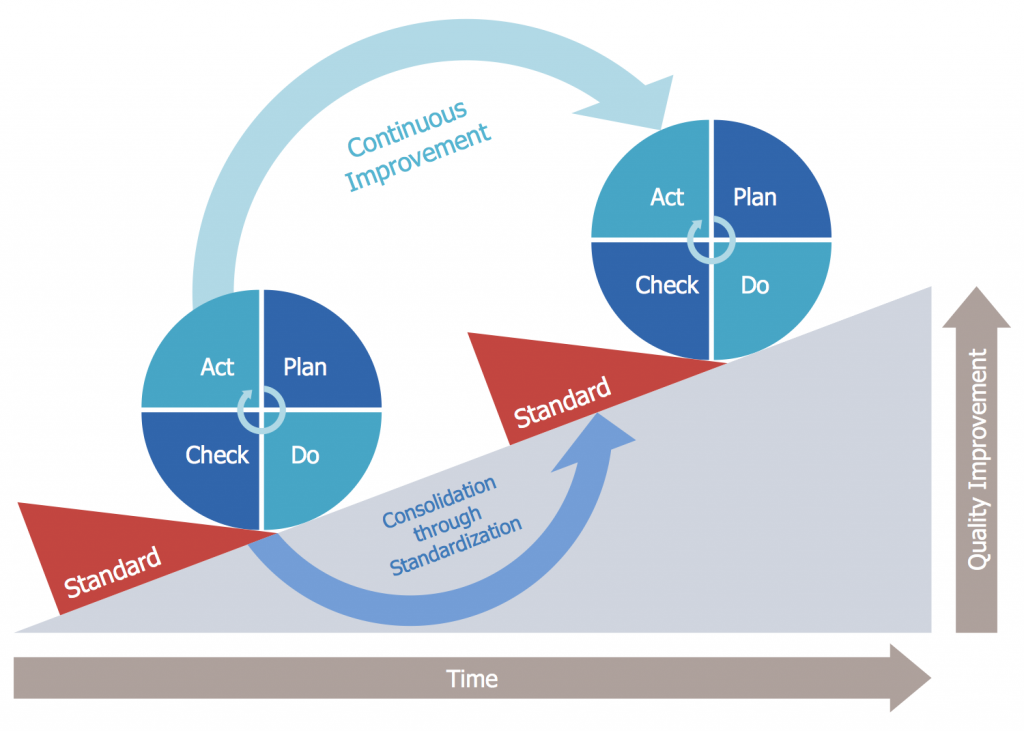 Continuous
Improvement
Act
Plan
Check
Do
Act
Plan
Check
Do
Standard
Standard
Consolidation
through
Standardization
Quality Improvement
Time